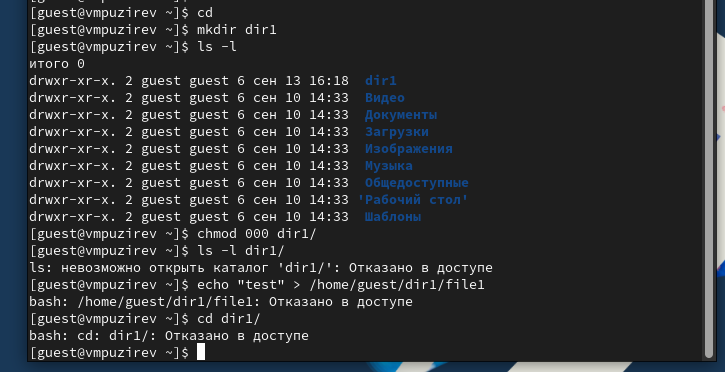 [guest@vmpuzirev ~]$ cd
[guest@vmpuzirev ~]$ mkdir dir1
[guest@vmpuzirev ~]$ ls -l
итого 0
drwxr-xr-x. 2 guest guest 6 сен 13 16:18  dir1
drwxr-xr-x. 2 guest guest 6 сен 10 14:33  Видео
drwxr-xr-x. 2 guest guest 6 сен 10 14:33  Документы
drwxr-xr-x. 2 guest guest 6 сен 10 14:33  Загрузки
drwxr-xr-x. 2 guest guest 6 сен 10 14:33  Изображения
drwxr-xr-x. 2 guest guest 6 сен 10 14:33  Музыка
drwxr-xr-x. 2 guest guest 6 сен 10 14:33  Общедоступные
drwxr-xr-x. 2 guest guest 6 сен 10 14:33 'Рабочий стол'
drwxr-xr-x. 2 guest guest 6 сен 10 14:33  Шаблоны
[guest@vmpuzirev ~]$ chmod 000 dir1/
[guest@vmpuzirev ~]$ ls -l dir1/
ls: невозможно открыть каталог 'dir1/': Отказано в доступе
[guest@vmpuzirev ~]$ echo "test" > /home/guest/dir1/file1
bash: /home/guest/dir1/file1: Отказано в доступе
[guest@vmpuzirev ~]$ cd dir1/
bash: cd: dir1/: Отказано в доступе
[guest@vmpuzirev ~]$